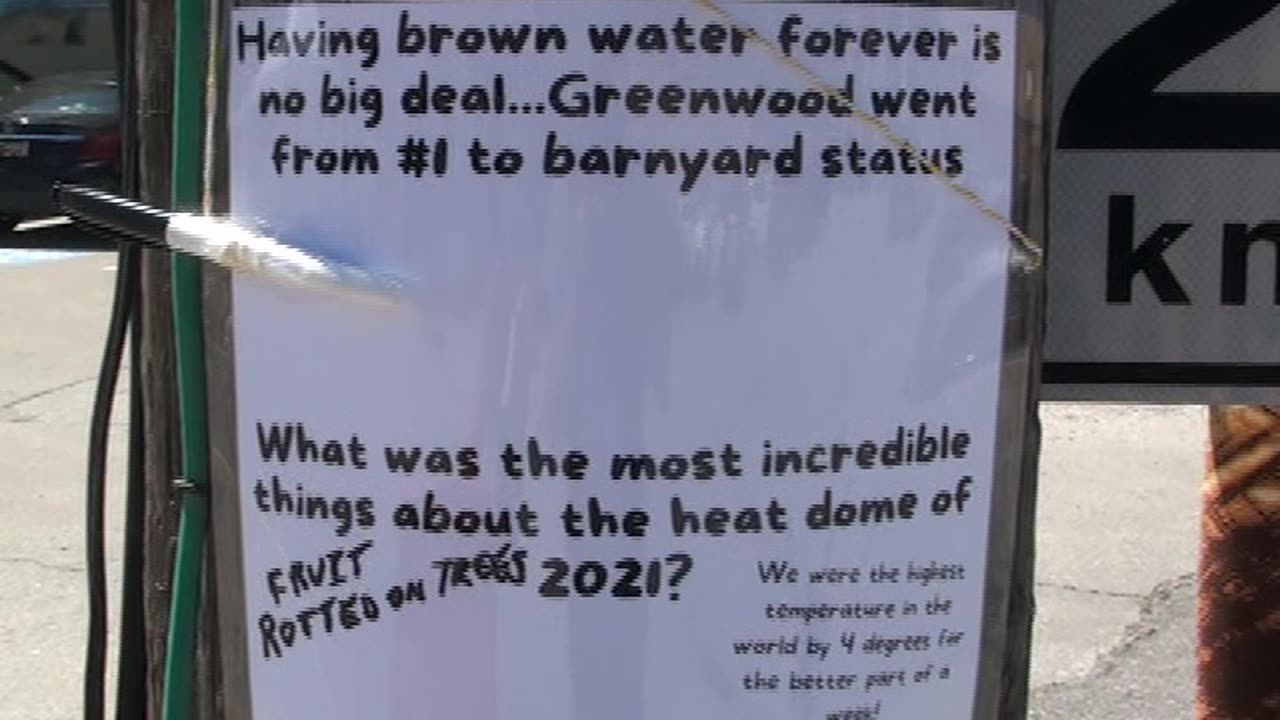 Having brown water forever is
no big deal...Greenwood went
from #1 to barnyard status
What was the most incredible
things about the heat dome of
2021?
FRUIT
ROTTED ON TREES
We were the highest
temperature in the
world by 4 degrees for
the better part of a
week!
2
km